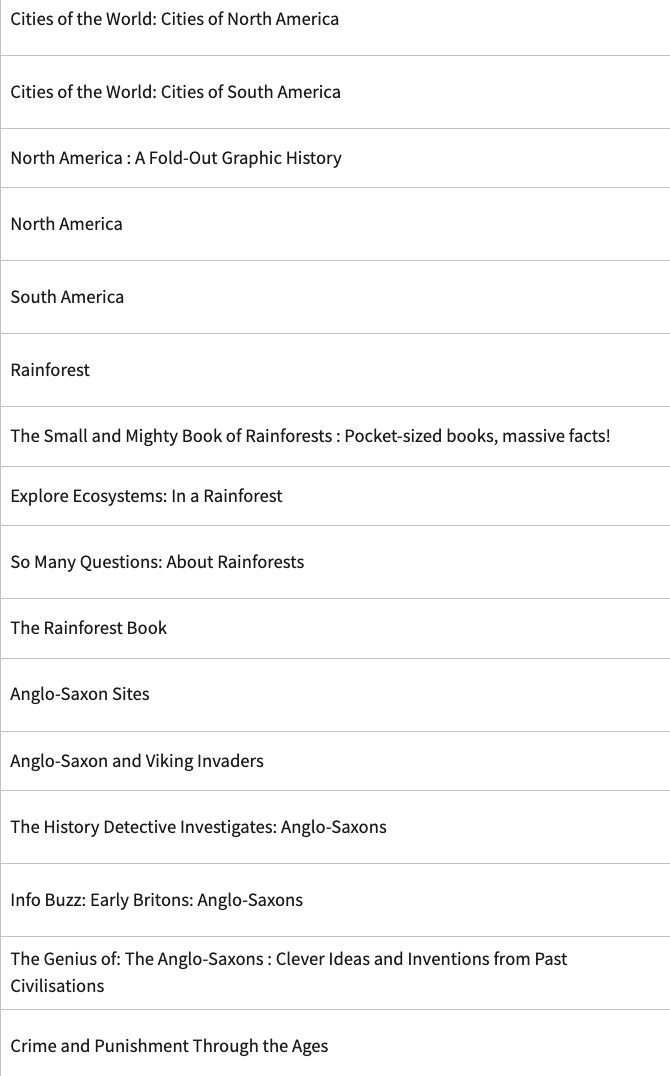 Cities of the World: Cities of North America
Cities of the World: Cities of South America
North America : A Fold-Out Graphic History
North America
South America
Rainforest
The Small and Mighty Book of Rainforests : Pocket-sized books, massive facts!
Explore Ecosystems: In a Rainforest
So Many Questions: About Rainforests
The Rainforest Book
Anglo-Saxon Sites
Anglo-Saxon and Viking Invaders
The History Detective Investigates: Anglo-Saxons
Info Buzz: Early Britons: Anglo-Saxons
The Genius of: The Anglo-Saxons : Clever Ideas and Inventions from Past
Civilisations
Crime and Punishment Through the Ages